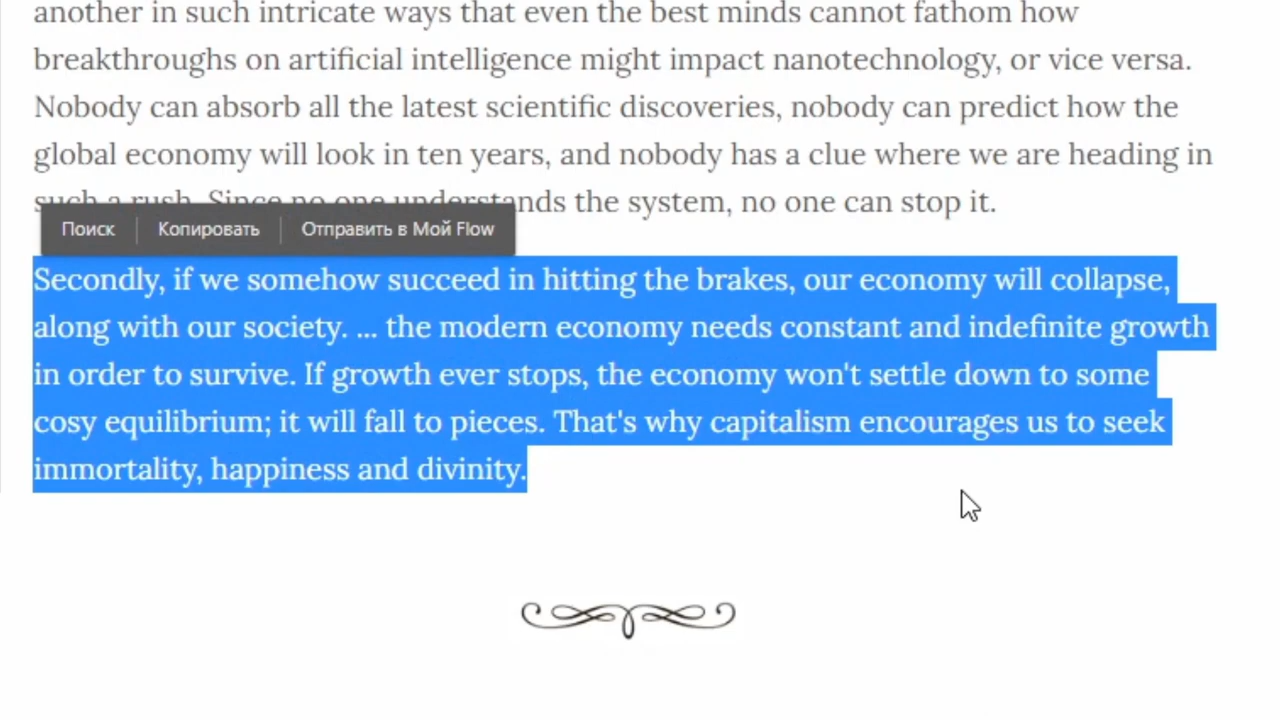 another in such intricate ways that even the best minds cannot fathom how
breakthroughs on artificial intelligence might impact nanotechnology, or vice versa.
Nobody can absorb all the latest scientific discoveries, nobody can predict how the
global economy will look in ten years, and nobody has a clue where we are heading in
such a rush. Since no one understands the system, no one can stop it.
Поиск Копировать Отправить в Мой Flow
Secondly, if we somehow succeed in hitting the brakes, our economy will collapse,
along with our society. ... the modern economy needs constant and indefinite growth
in order to survive. If growth ever stops, the economy won't settle down to some
cosy equilibrium; it will fall to pieces. That's why capitalism encourages us to seek
immortality, happiness and divinity.